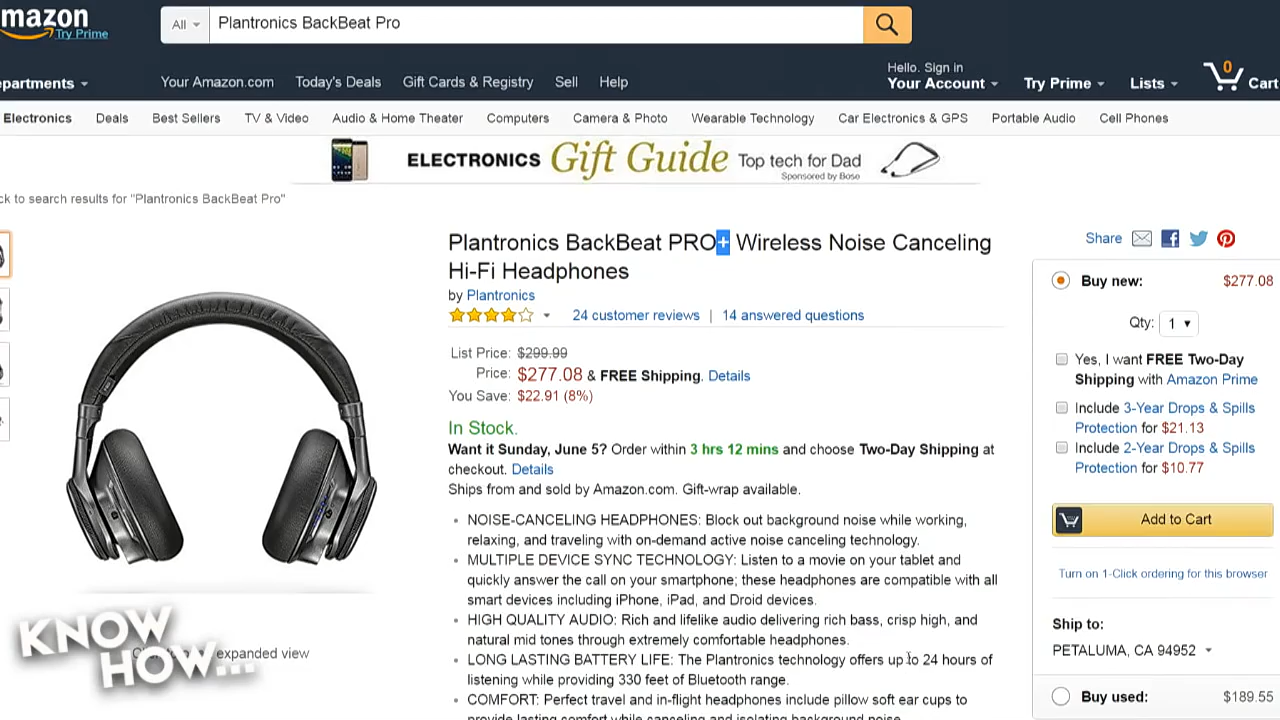 mazon
Try Prime
All
Plantronics BackBeat Pro
epartments
Your Amazon.com Today's Deals Gift Cards & Registry Sell Help
Hello. Sign in
Your Account
Try Prime
Lists
0
Cart
Electronics Deals Best Sellers TV & Video Audio & Home Theater Computers Camera & Photo Wearable Technology Car Electronics & GPS Portable Audio Cell Phones
ELECTRONICS Gift Guide Top tech for Dad
Sponsored by Bose
ck to search results for "Plantronics BackBeat Pro"
Plantronics BackBeat PRO+ Wireless Noise Canceling
Hi-Fi Headphones
by Plantronics
24 customer reviews | 14 answered questions
List Price: $299.99
Price: $277.08 & FREE Shipping. Details
You Save: $22.91 (8%)
In Stock.
Want it Sunday, June 5? Order within 3 hrs 12 mins and choose Two-Day Shipping at
checkout. Details
Ships from and sold by Amazon.com. Gift-wrap available.
NOISE-CANCELING HEADPHONES: Block out background noise while working,
relaxing, and traveling with on-demand active noise canceling technology.
MULTIPLE DEVICE SYNC TECHNOLOGY: Listen to a movie on your tablet and
quickly answer the call on your smartphone; these headphones are compatible with all
smart devices including iPhone, iPad, and Droid devices.
HIGH QUALITY AUDIO: Rich and lifelike audio delivering rich bass, crisp high, and
natural mid tones through extremely comfortable headphones.
LONG LASTING BATTERY LIFE: The Plantronics technology offers up to 24 hours of
listening while providing 330 feet of Bluetooth range.
COMFORT: Perfect travel and in-flight headphones include pillow soft ear cups to
provide lasting comfort while canceling and isolating background noise.
Share
Buy new: $277.08
Qty: 1
Yes, I want FREE Two-Day
Shipping with Amazon Prime
Include 3-Year Drops & Spills
Protection for $21.13
Include 2-Year Drops & Spills
Protection for $10.77
Add to Cart
Turn on 1-Click ordering for this browser
Ship to:
PETALUMA, CA 94952
Buy used: $189.55
expanded view
KNOW
HOW...